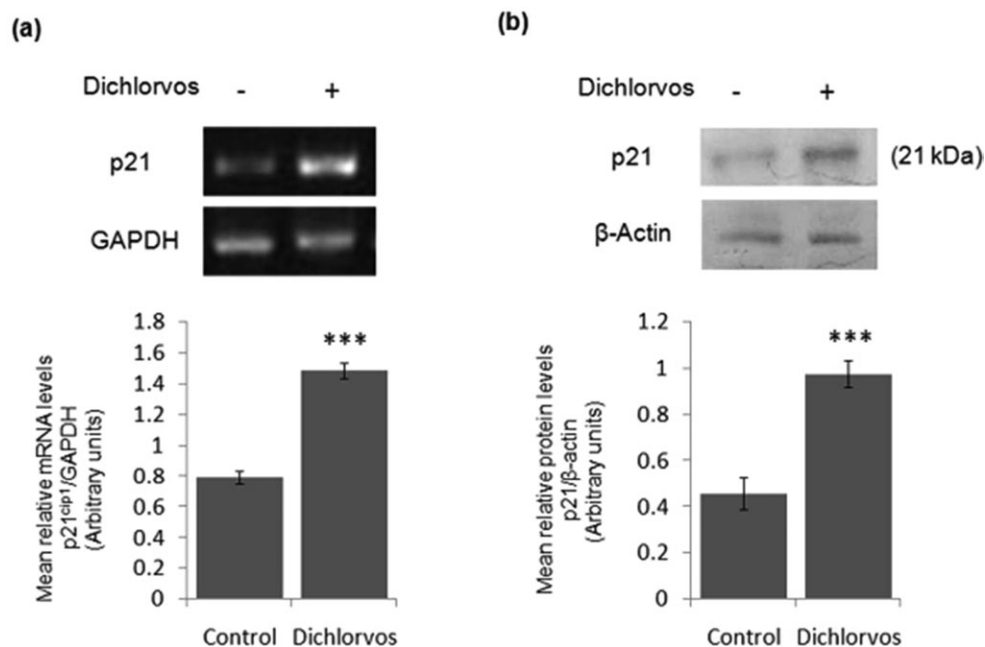 (a)
Dichlorvos - +
p21
GAPDH
Mean relative mRNA levels
p21cip1/GAPDH
(Arbitrary units)
1.8
1.6
1.4
1.2
1
0.8
0.6
0.4
0.2
0
***
Control Dichlorvos
(b)
Dichlorvos - +
p21 (21 kDa)
β-Actin
Mean relative protein levels
p21/β-actin
(Arbitrary units)
1.2
1
0.8
0.6
0.4
0.2
0
***
Control Dichlorvos